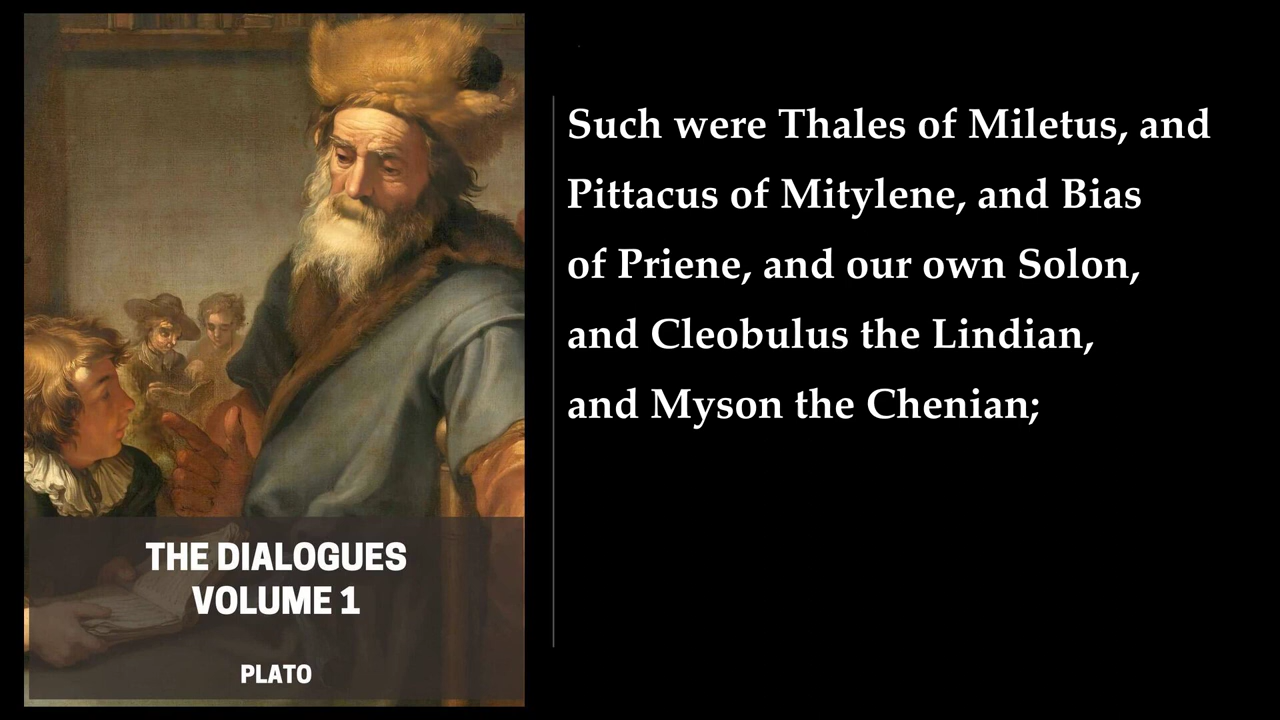 Such were Thales of Miletus, and
Pittacus of Mitylene, and Bias
of Priene, and our own Solon,
and Cleobulus the Lindian,
and Myson the Chenian;
THE DIALOGUES
VOLUME 1
PLATO